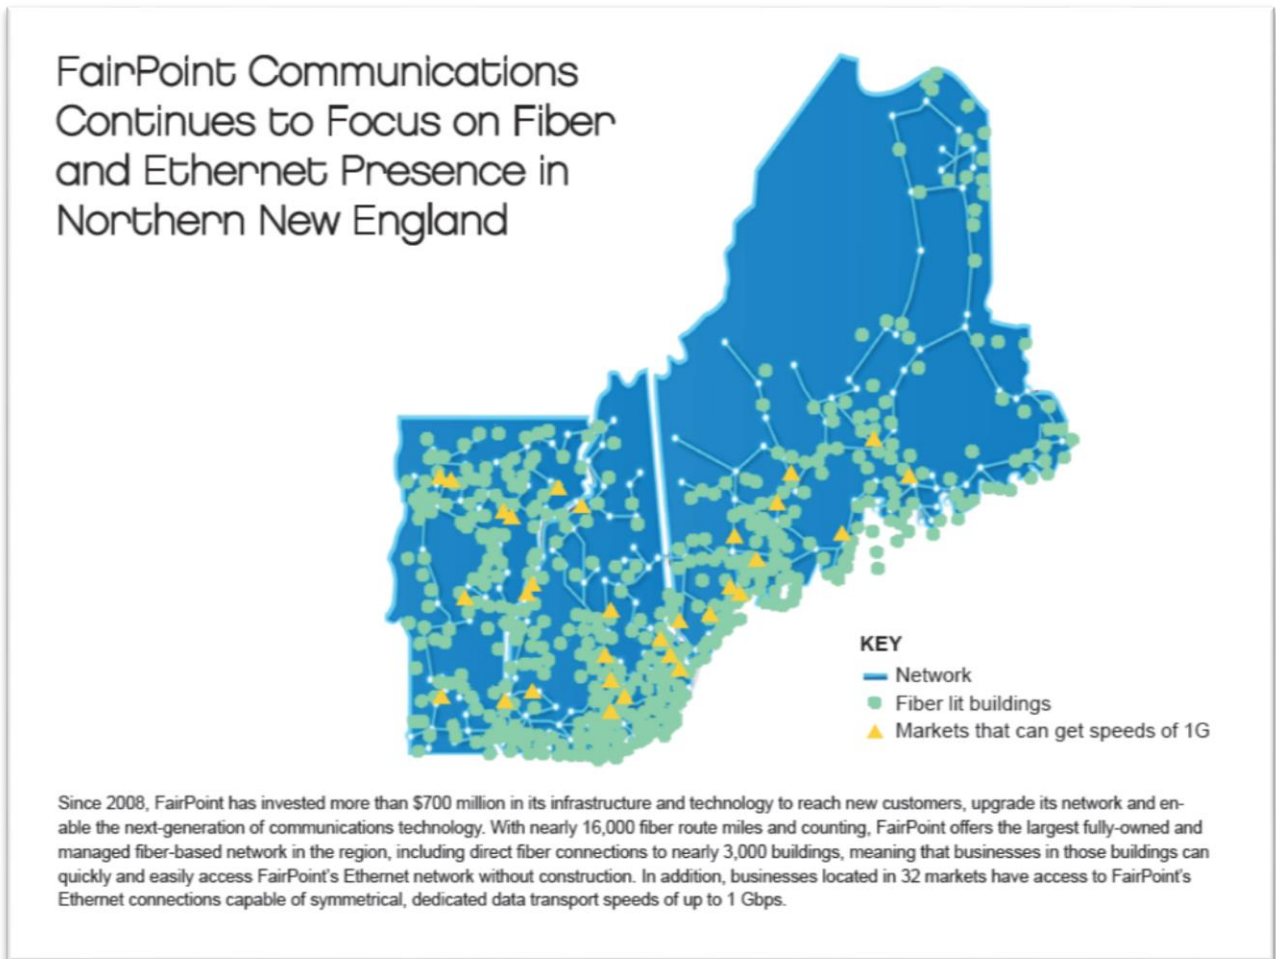 FairPoint Communications
Continues to Focus on Fiber
and Ethernet Presence in
Northern New England
KEY
Network
Fiber lit buildings
Markets that can get speeds of 1G
Since 2008, FairPoint has invested more than $700 million in its infrastructure and technology to reach new customers, upgrade its network and en-
able the next-generation of communications technology. With nearly 16,000 fiber route miles and counting, FairPoint offers the largest fully-owned and
managed fiber-based network in the region, including direct fiber connections to nearly 3,000 buildings, meaning that businesses in those buildings can
quickly and easily access FairPoint's Ethernet network without construction. In addition, businesses located in 32 markets have access to FairPoint's
Ethernet connections capable of symmetrical, dedicated data transport speeds of up to 1 Gbps.